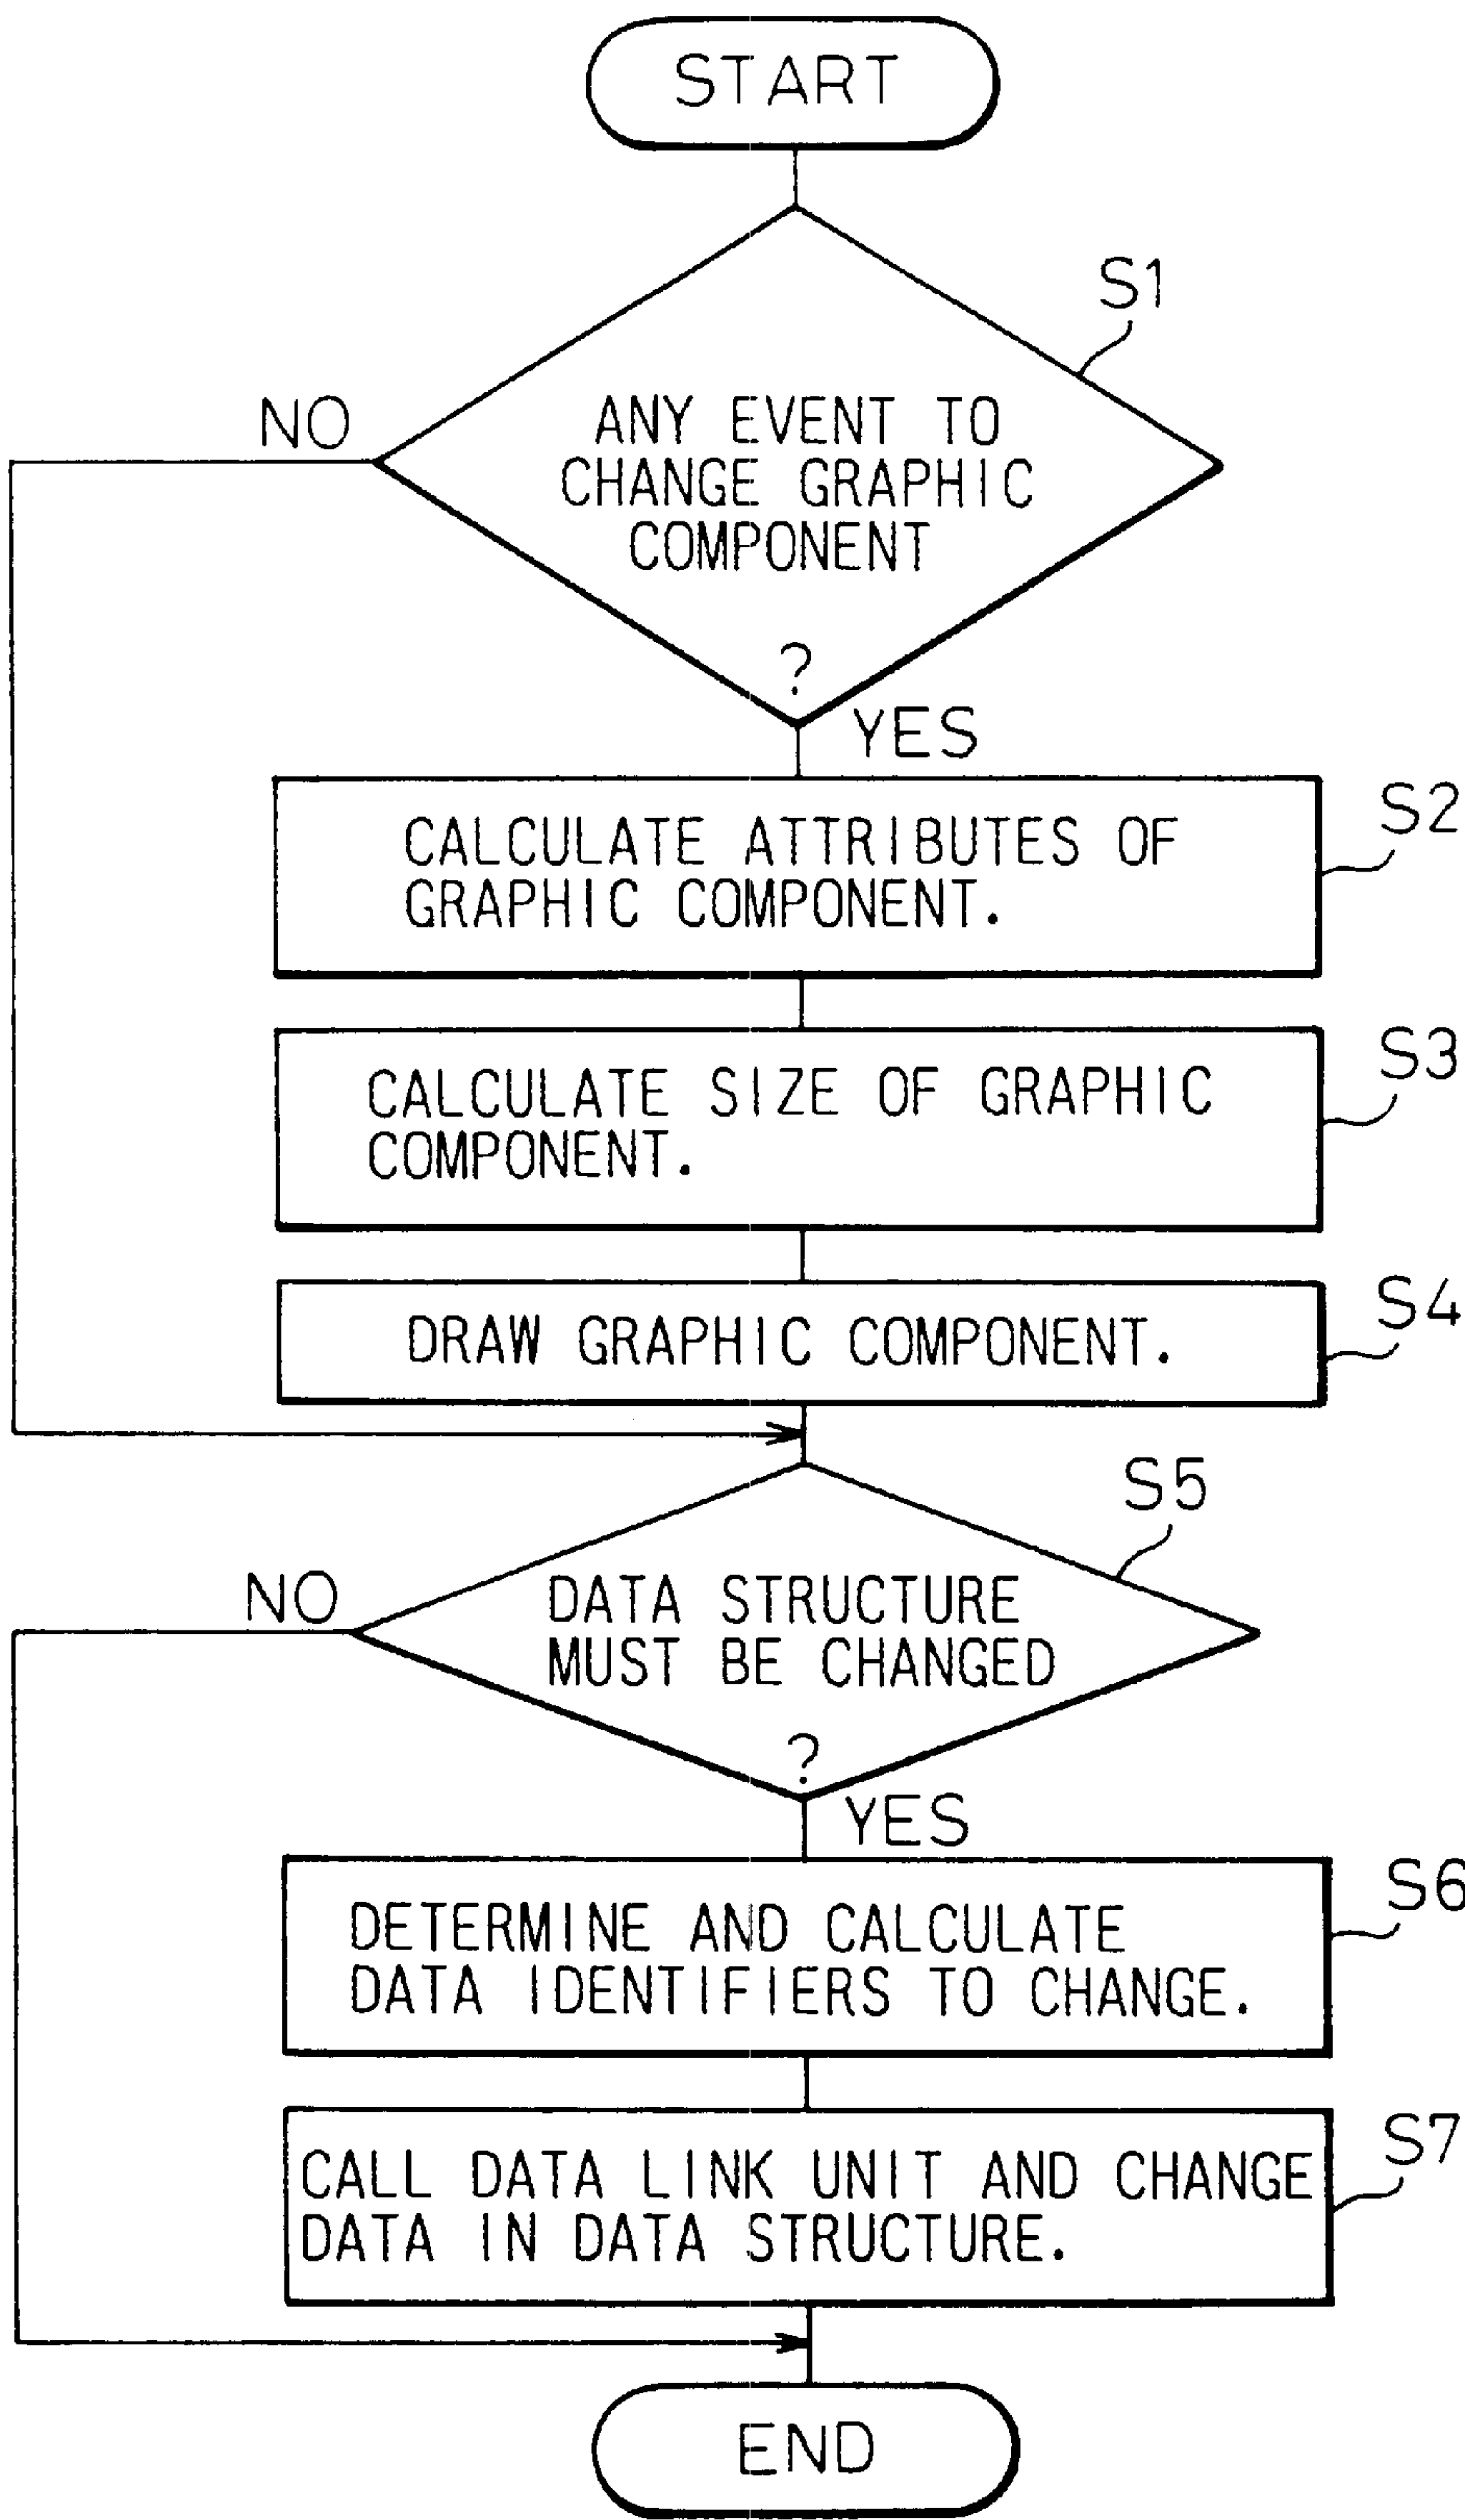 START
S1
NO
ANY EVENT TO
CHANGE GRAPHIC
COMPONENT
?
YES
S2
CALCULATE ATTRIBUTES OF
GRAPHIC COMPONENT.
S3
CALCULATE SIZE OF GRAPHIC
COMPONENT.
S4
DRAW GRAPHIC COMPONENT.
S5
NO
DATA STRUCTURE
MUST BE CHANGED
?
YES
S6
DETERMINE AND CALCULATE
DATA IDENTIFIERS TO CHANGE.
S7
CALL DATA LINK UNIT AND CHANGE
DATA IN DATA STRUCTURE.
END